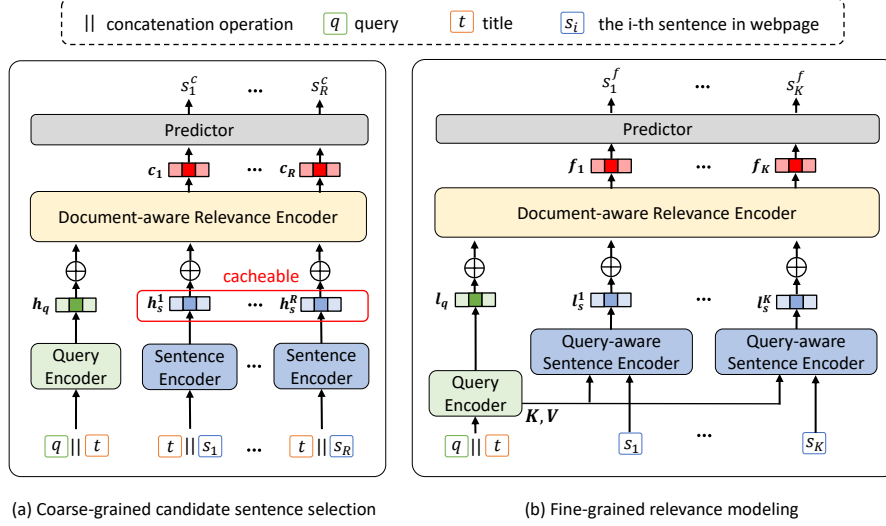 || concatenation operation q query t title s_i the i-th sentence in webpage
s_1^c ... s_R^c
Predictor
c_1 ... c_R
Document-aware Relevance Encoder
cacheable
h_q h_s^1 ... h_s^R
Query Encoder
Sentence Encoder
...
Sentence Encoder
q || t t || s_1 ... t || s_R
(a) Coarse-grained candidate sentence selection
s_1^f ... s_K^f
Predictor
f_1 ... f_K
Document-aware Relevance Encoder
l_q l_s^1 ... l_s^K
Query-aware
Sentence Encoder
Query-aware
Sentence Encoder
Query
Encoder
K, V
q || t s_1 ... s_K
(b) Fine-grained relevance modeling